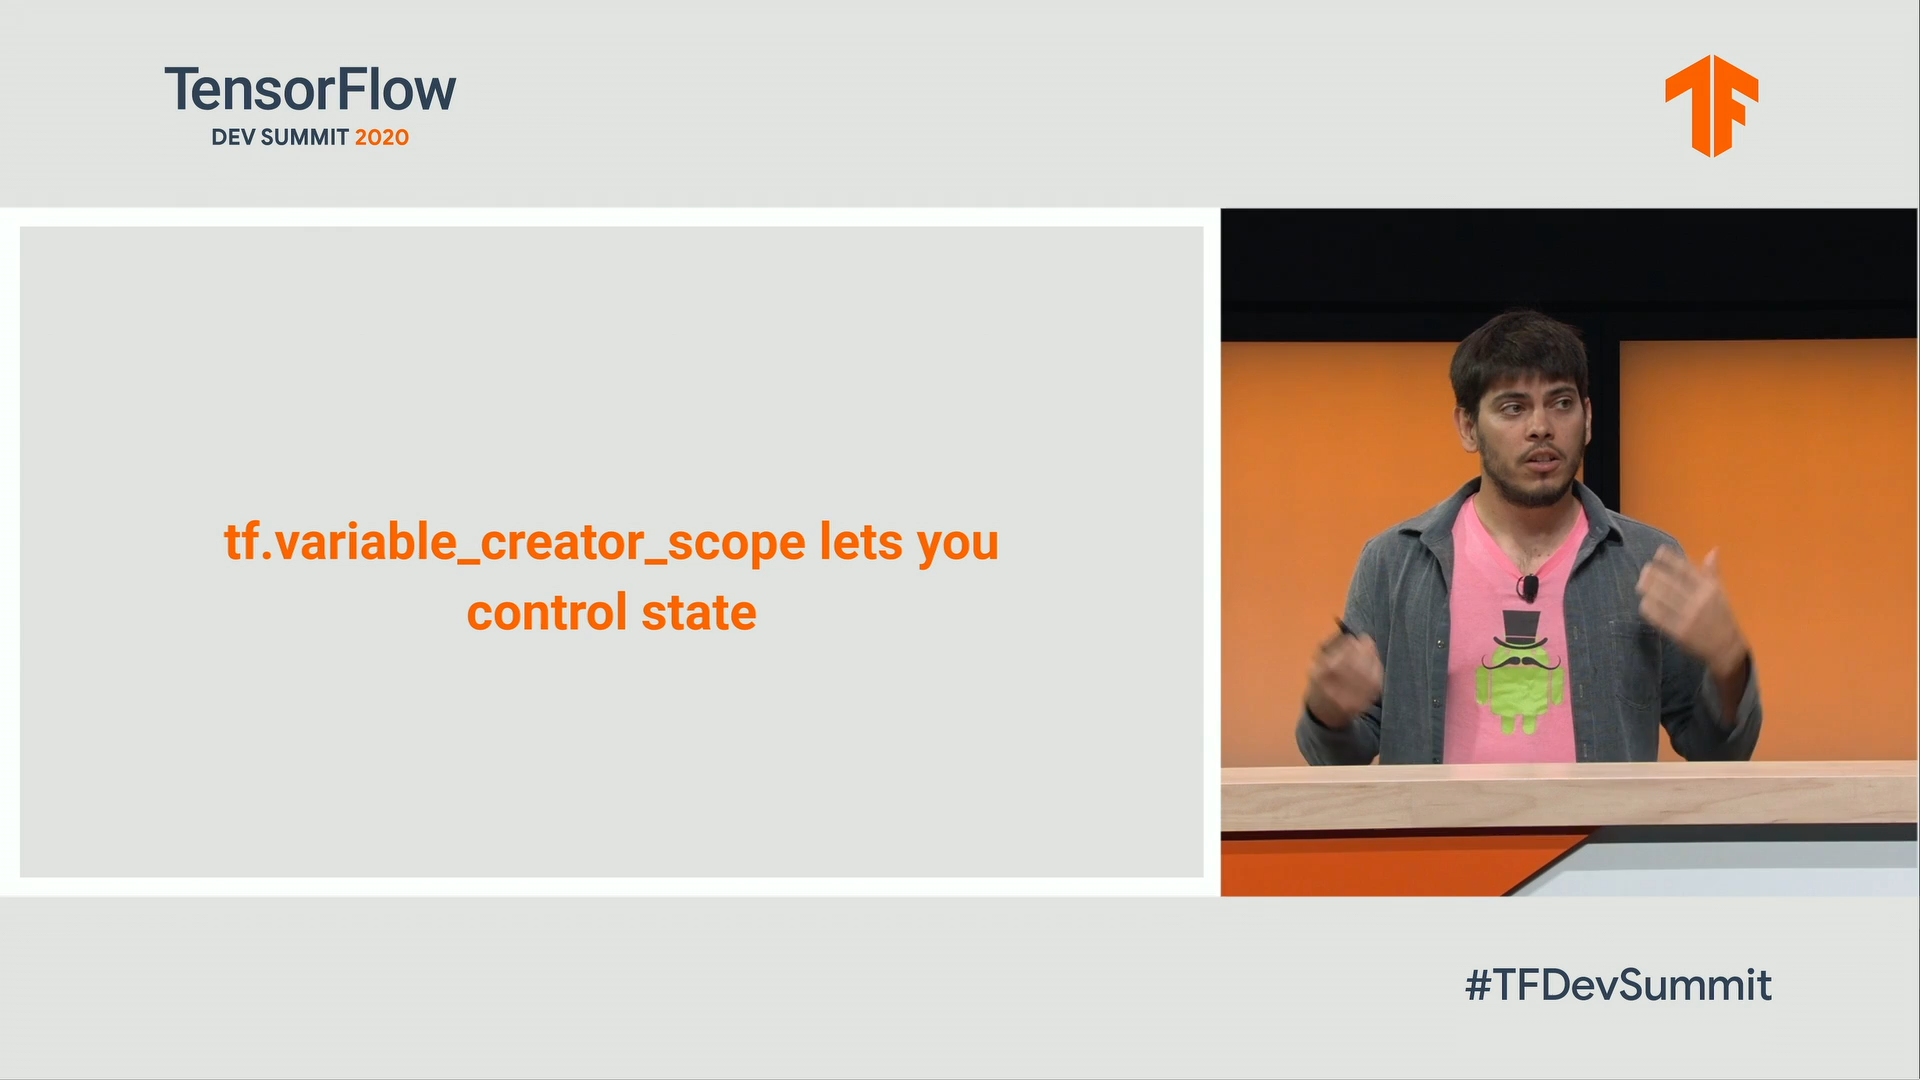 TensorFlow
DEV SUMMIT 2020
tf.variable_creator_scope lets you
control state
#TFDevSummit